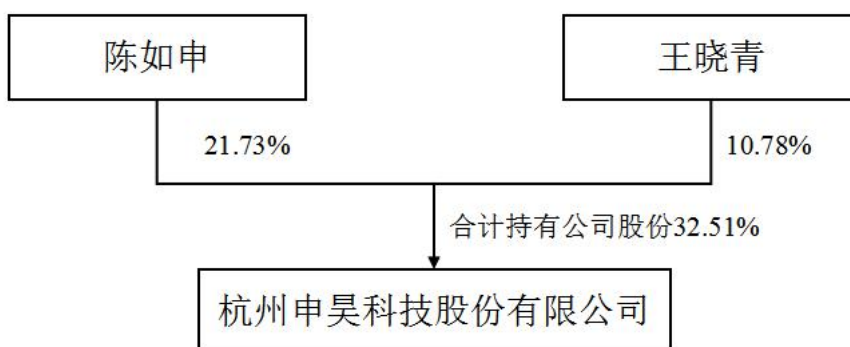 陈如申
王晓青
21.73%
10.78%
合计持有公司股份32.51%
杭州申昊科技股份有限公司